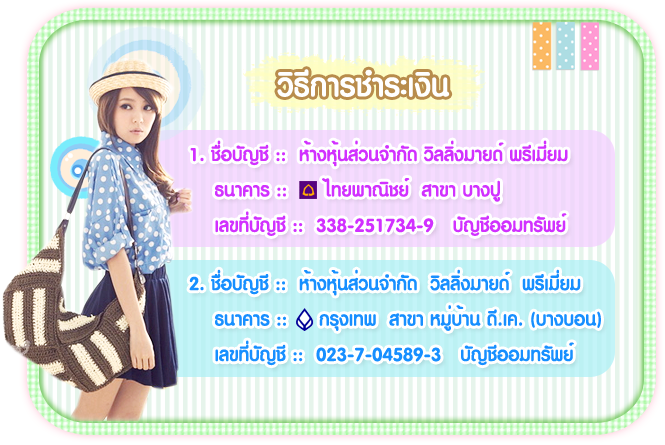 วิธีการชำระเงิน
1. ชื่อบัญชี :: ห้างหุ้นส่วนจำกัด วิลลิ่งมายด์ พรีเมี่ยม
ธนาคาร :: ไทยพาณิชย์ สาขา บางปู
เลขที่บัญชี :: 338-251734-9 บัญชีออมทรัพย์
2. ชื่อบัญชี :: ห้างหุ้นส่วนจำกัด วิลลิ่งมายด์ พรีเมี่ยม
ธนาคาร :: กรุงเทพ สาขา หมู่บ้าน ดี.เค. (บางบอน)
เลขที่บัญชี :: 023-7-04589-3 บัญชีออมทรัพย์